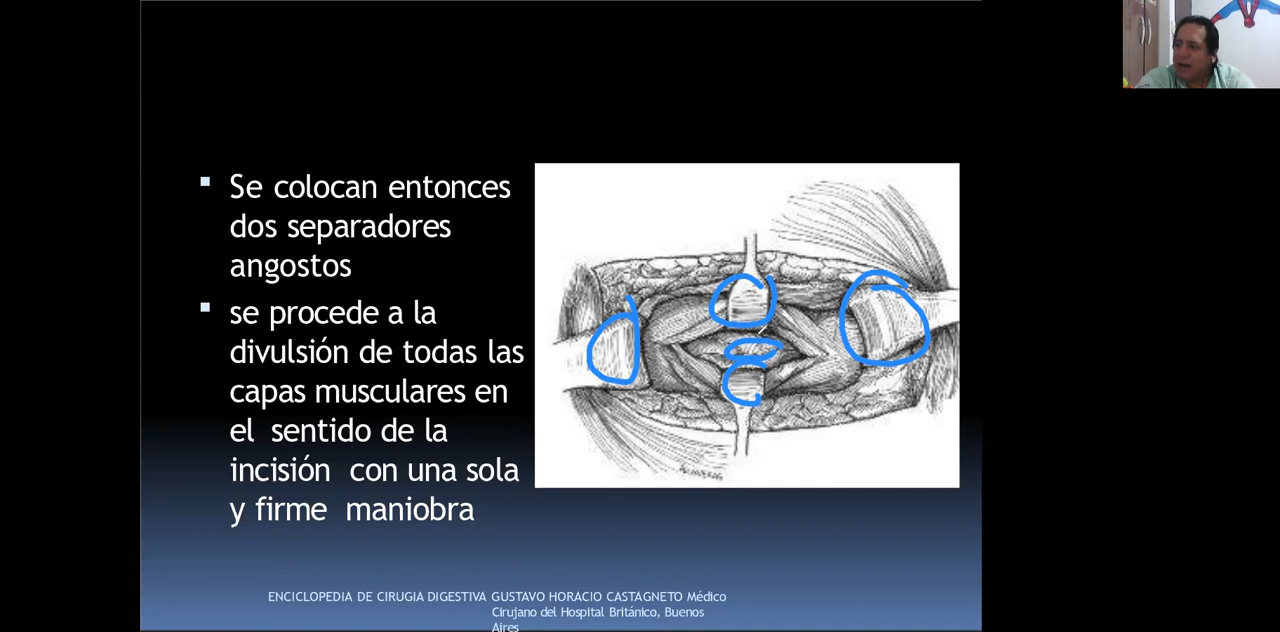 Se colocan entonces
dos separadores
angostos
se procede a la
divulsión de todas las
capas musculares en
el sentido de la
incisión con una sola
y firme maniobra
ENCICLOPEDIA DE CIRUGIA DIGESTIVA GUSTAVO HORACIO CASTAGNETO Médico
Cirujano del Hospital Británico, Buenos
Aires